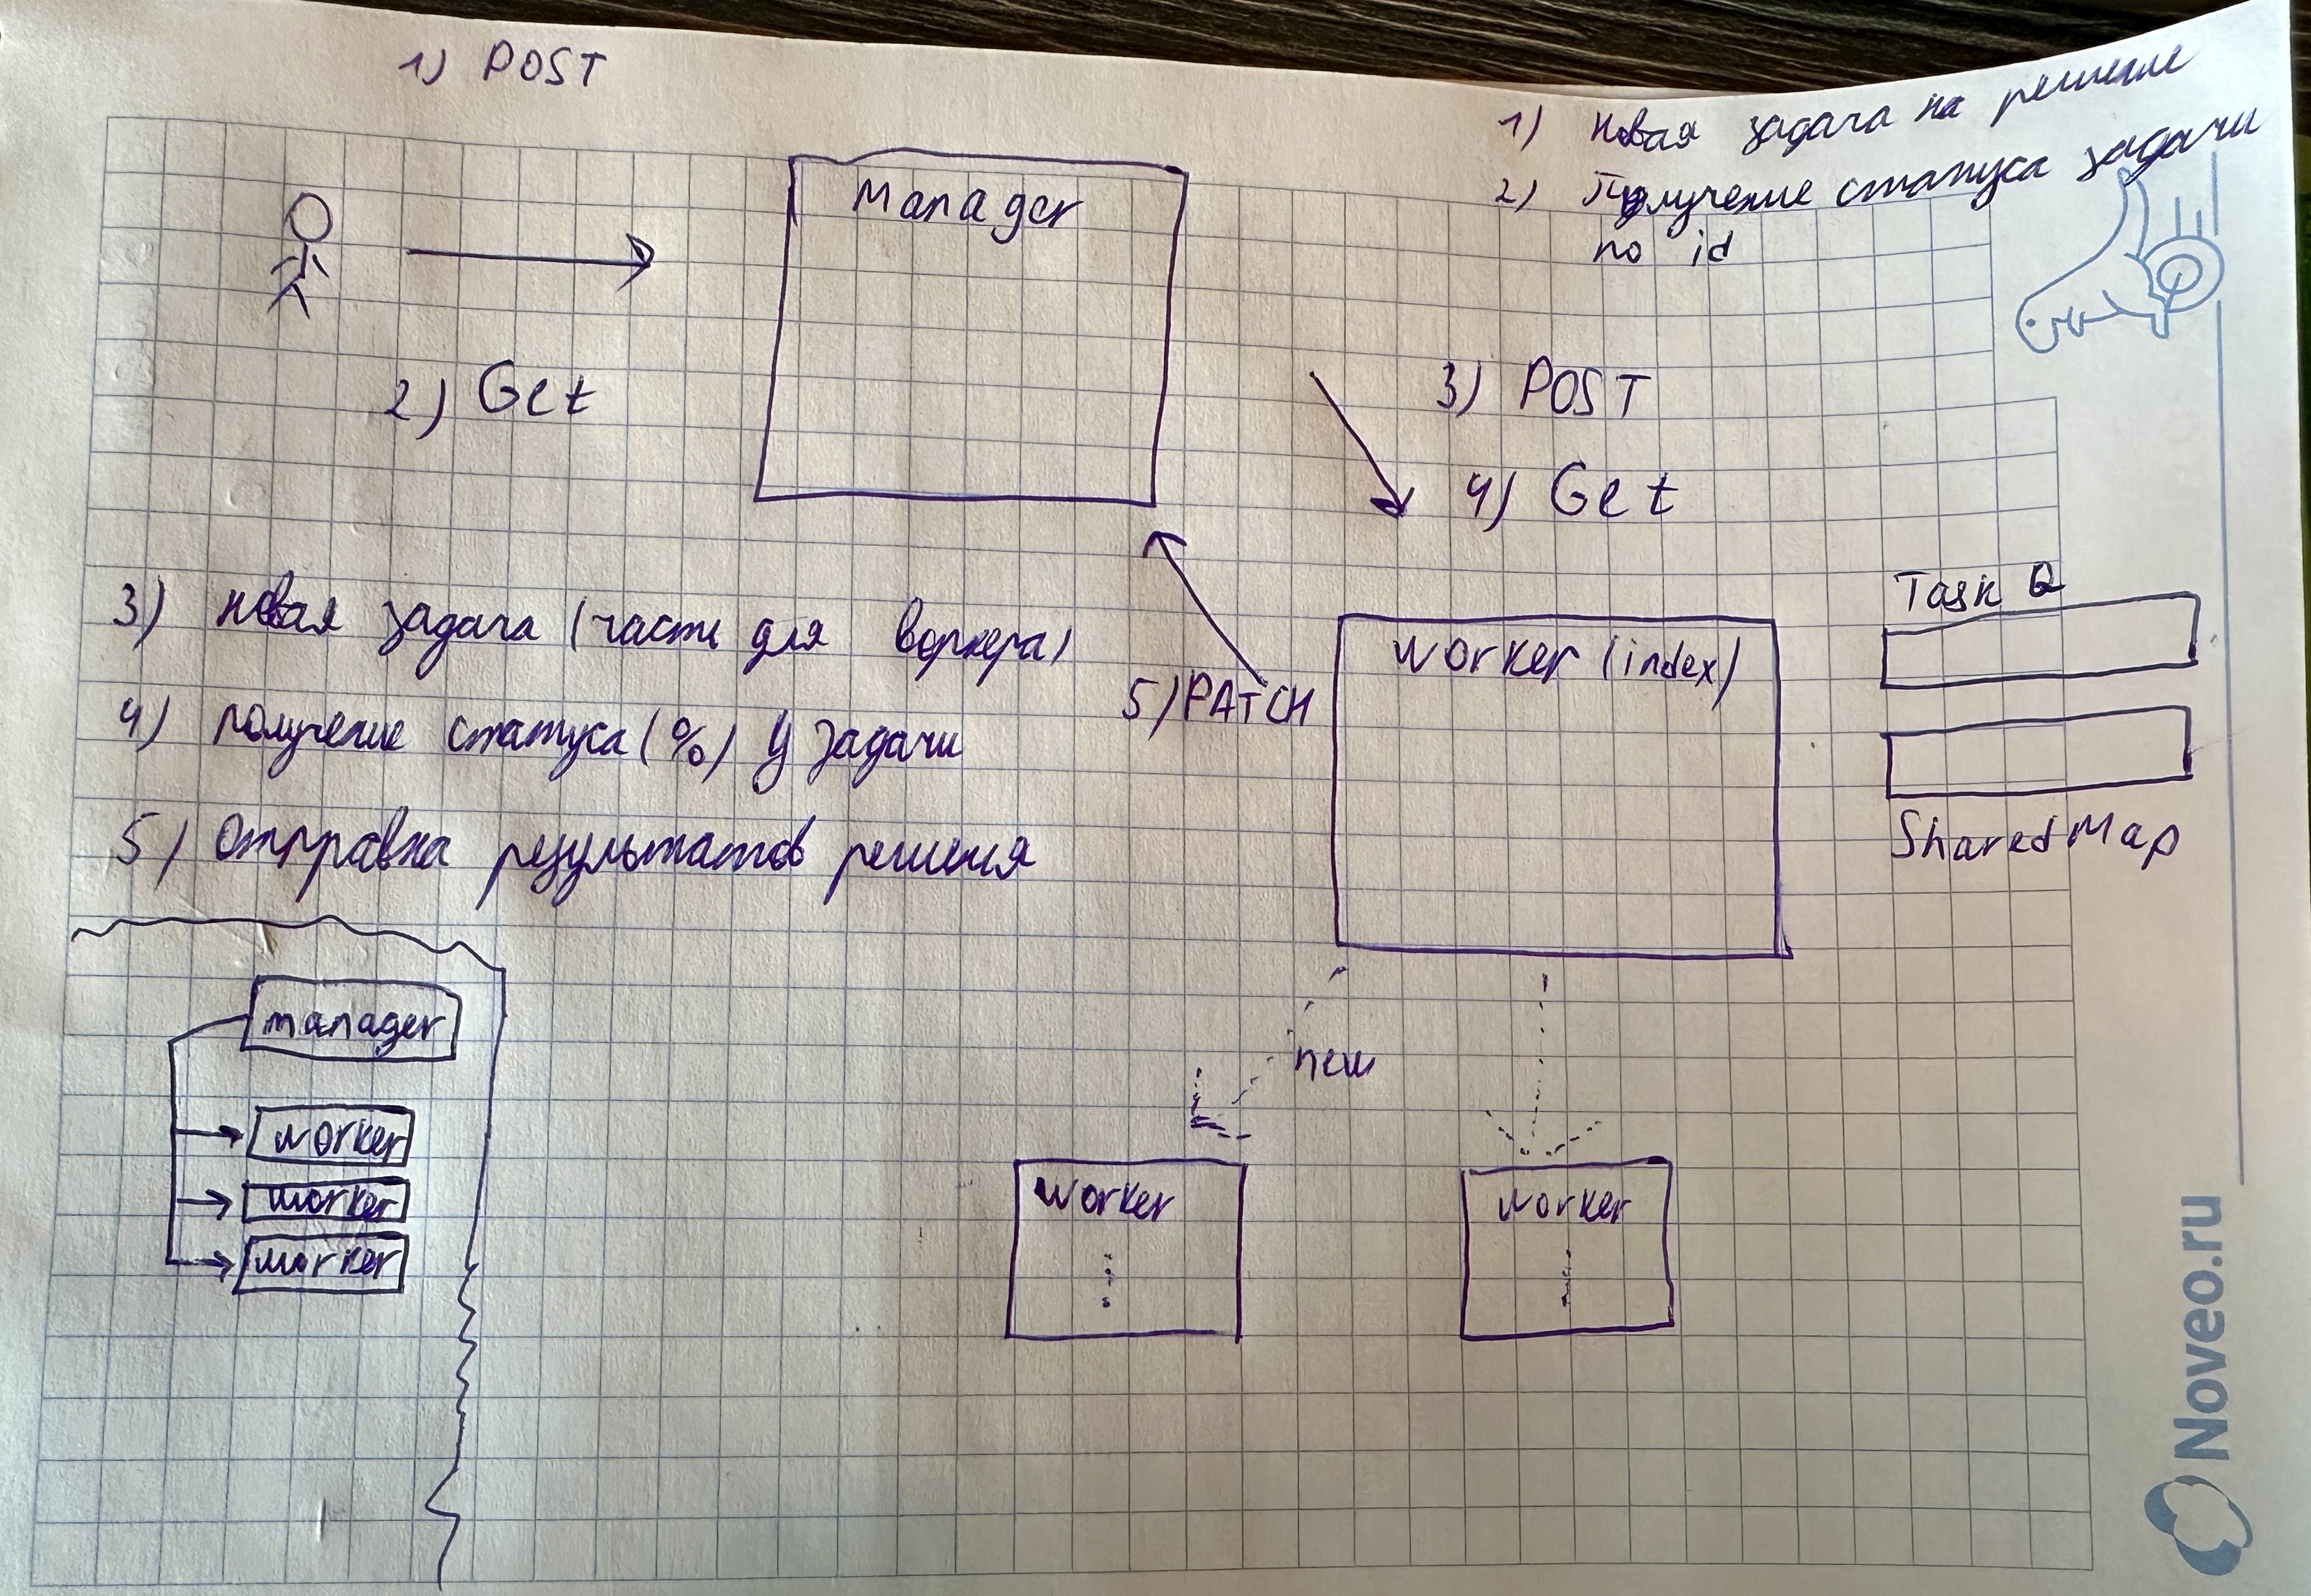 1) POST
1) новая задача на решение
2) Получение статуса задачи
по id
Manager
2) Get
3) POST
4) Get
Task Q
3) новая задача (часть для воркера)
worker (index)
5) PATCH
4) получение статуса (%) у задачи
SharedMap
5) Отправка результатов решения
manager
new
worker
worker
worker
worker
worker
Noveo.ru